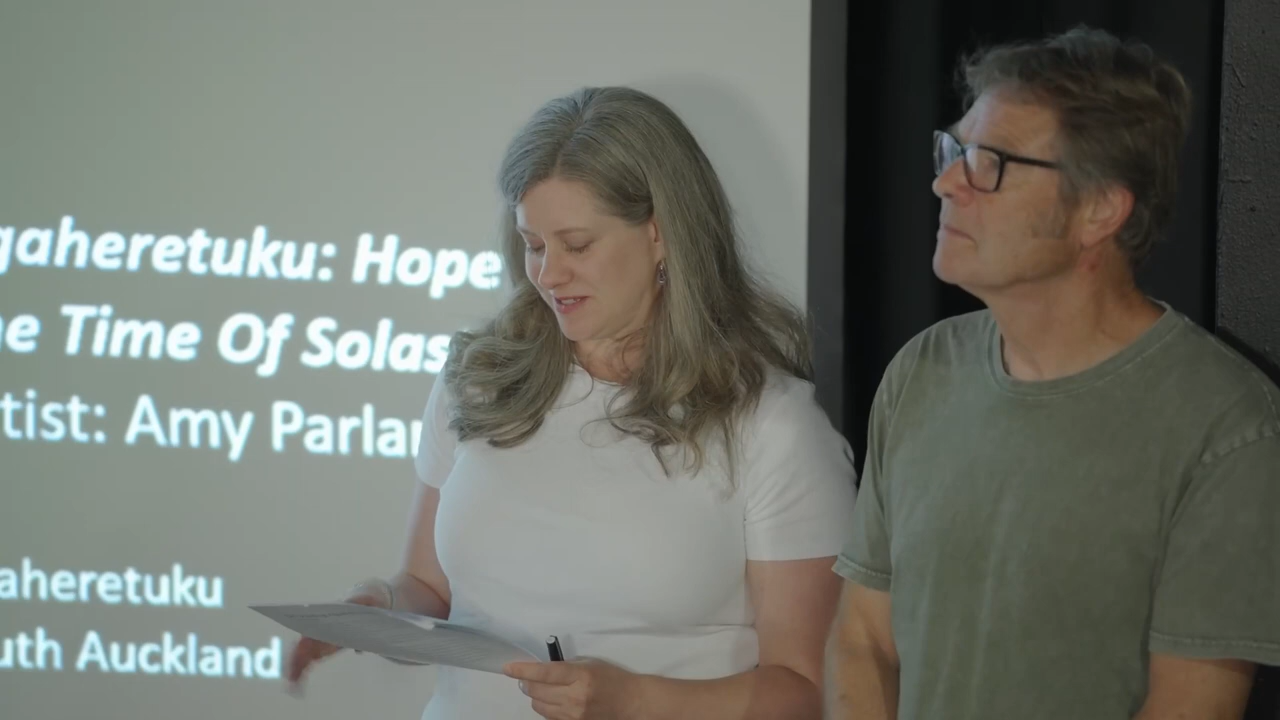 gaheretuku: Hope
he Time Of Solas
tist: Amy Parlan
aheretuku
uth Auckland